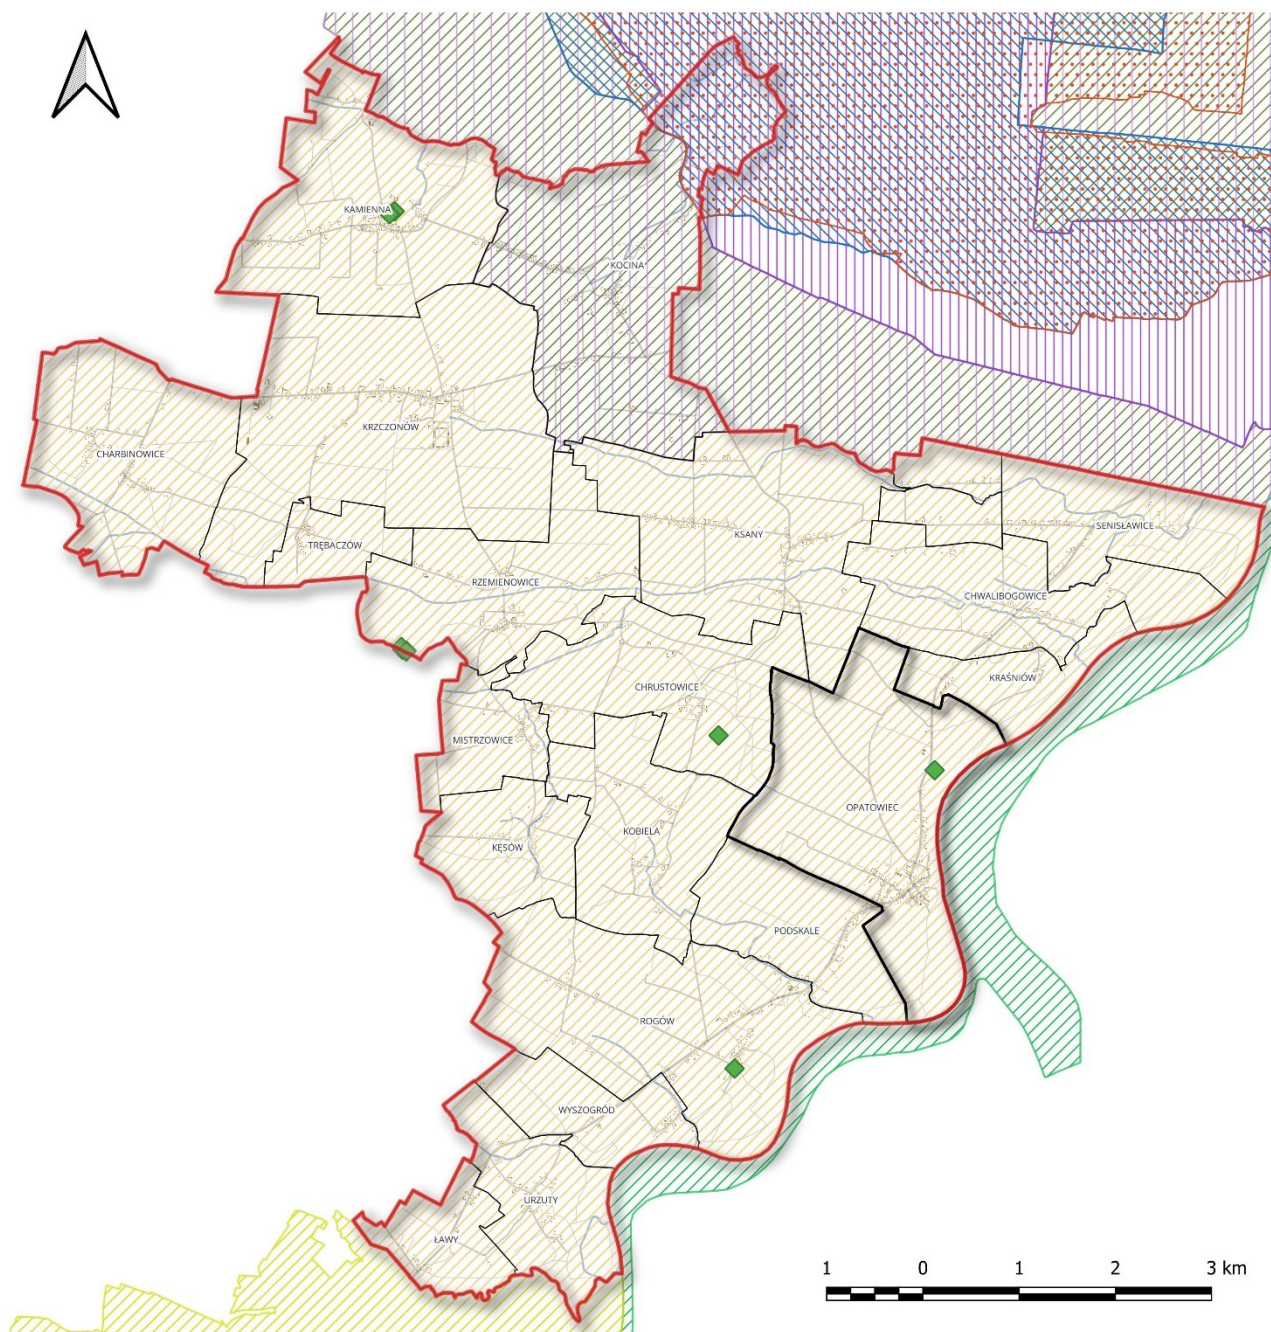 KAMIENNA
KOCINA
KRZCZONÓW
CHARBINOWICE
SENISŁAWICE
KSANY
TRĘBACZÓW
RZEMIENOWICE
CHWALIBOGOWICE
KRAŚNIÓW
CHRUSTOWICE
MISTRZOWICE
OPATOWIEC
KOBIELA
KĘSÓW
PODSKALE
ROGÓW
WYSZOGRÓD
URZUTY
ŁAWY
1 0 1 2 3 km